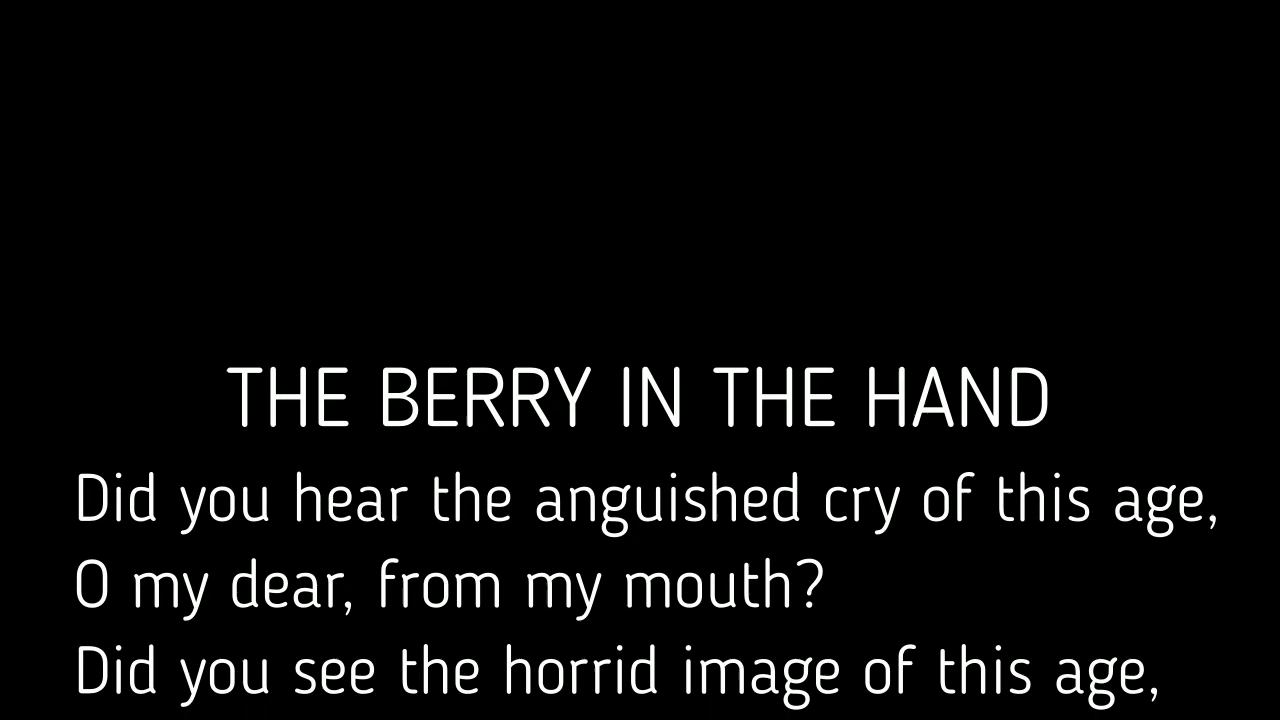 THE BERRY IN THE HAND
Did you hear the anguished cry of this age,
O my dear, from my mouth?
Did you see the horrid image of this age,